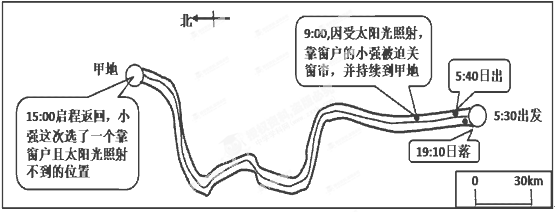 北
甲地
9:00,因受太阳光照射，
靠窗户的小强被迫关
窗帘，并持续到甲地
5:40日出
15:00启程返回，小
强这次选了一个靠
窗户且太阳光照射
不到的位置
5:30出发
19:10日落
0 30km